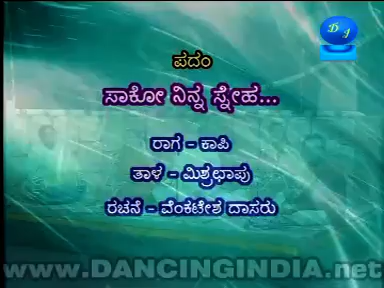 D J
ಪದಂ
ಸಾಕೋ ನಿನ್ನ ಸ್ನೇಹ...
ರಾಗ - ಕಾಪಿ
ತಾಳ - ಮಿಶ್ರಛಾಪು
ರಚನೆ - ವೆಂಕಟೇಶ ದಾಸರು
www.DANCINGINDIA.net